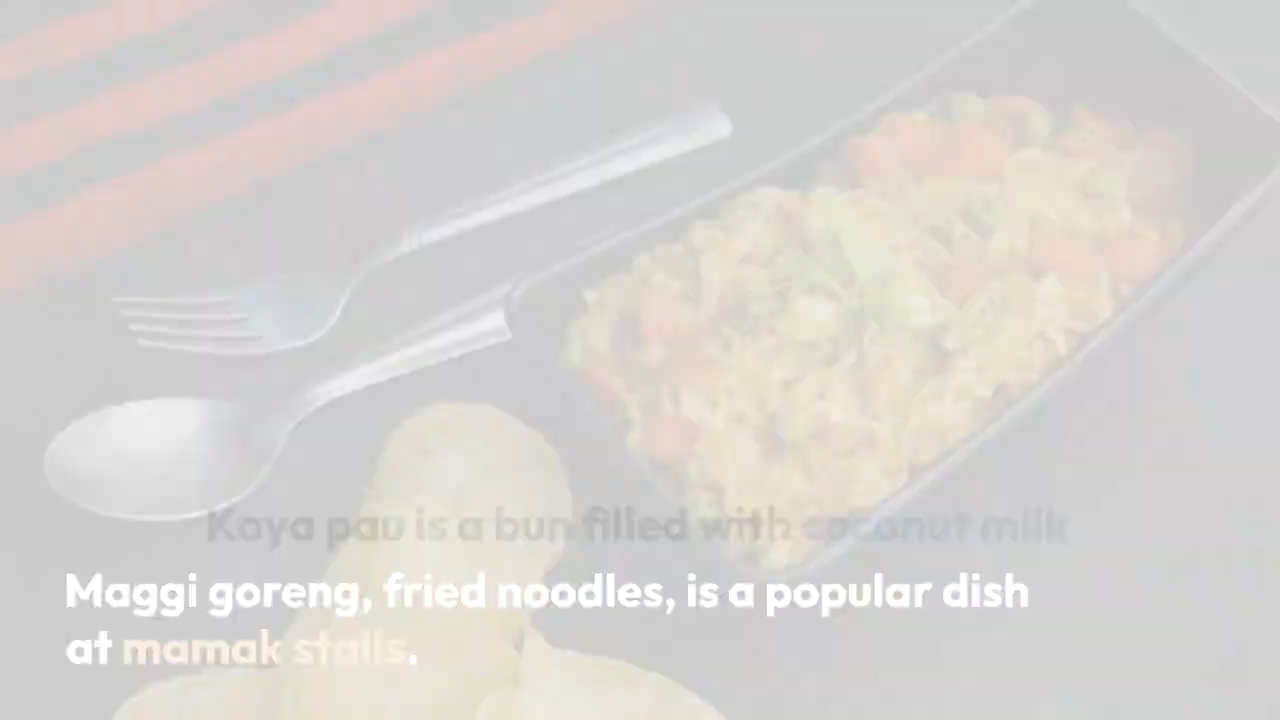 Kaya pau is a bun filled with coconut milk
Maggi goreng, fried noodles, is a popular dish
at mamak stalls.